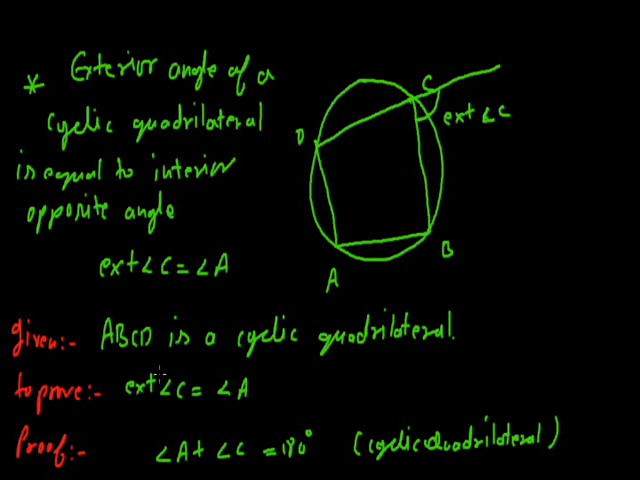 * Exterior angle of a
cyclic quadrilateral
is equal to interior
opposite angle
ext ∠C = ∠A
D
C
ext ∠C
A
B
given:- ABCD is a cyclic quadrilateral.
to prove:- ext ∠C = ∠A
Proof:- ∠A + ∠C = 180° (cyclic quadrilateral)